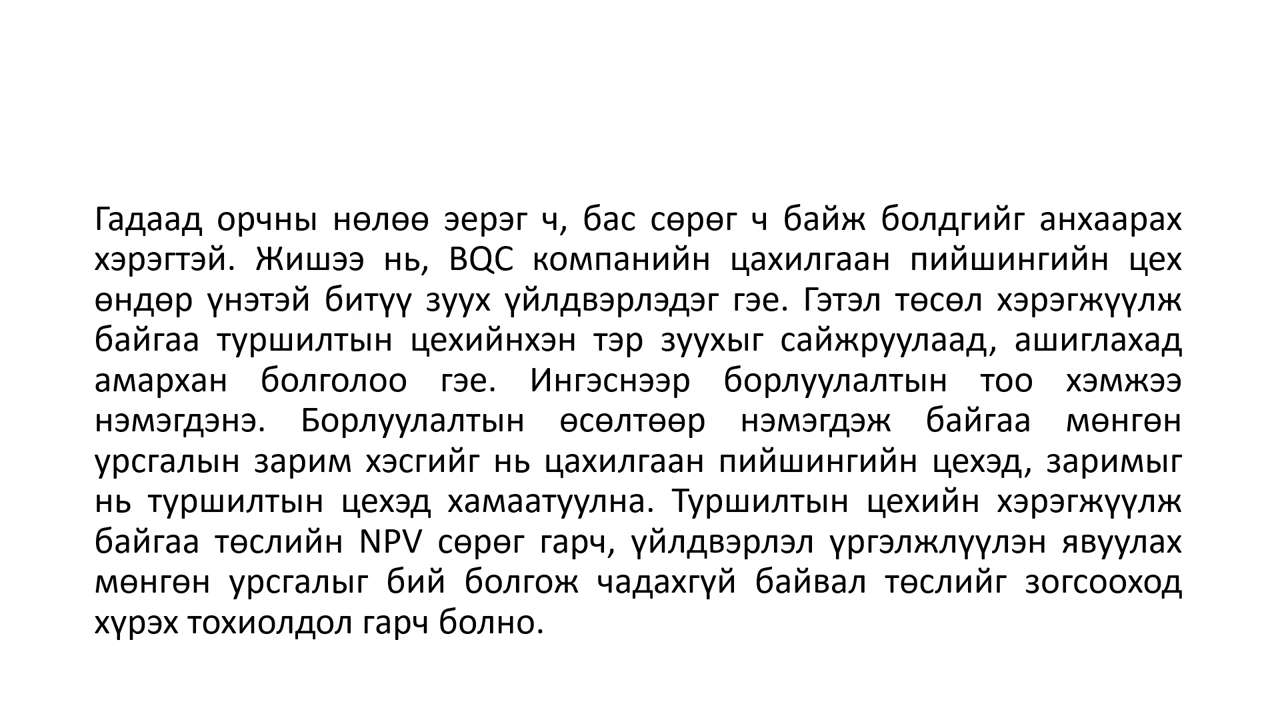 Гадаад орчны нөлөө эерэг ч, бас сөрөг ч байж болдгийг анхаарах
хэрэгтэй. Жишээ нь, BQC компанийн цахилгаан пийшингийн цех
өндөр үнэтэй битүү зуух үйлдвэрлэдэг гэе. Гэтэл төсөл хэрэгжүүлж
байгаа туршилтын цехийнхэн тэр зуухыг сайжруулаад, ашиглахад
амархан болголоо гэе. Ингэснээр борлуулалтын тоо хэмжээ
нэмэгдэнэ. Борлуулалтын өсөлтөөр нэмэгдэж байгаа мөнгөн
урсгалын зарим хэсгийг нь цахилгаан пийшингийн цехэд, заримыг
нь туршилтын цехэд хамаатуулна. Туршилтын цехийн хэрэгжүүлж
байгаа төслийн NPV сөрөг гарч, үйлдвэрлэл үргэлжлүүлэн явуулах
мөнгөн урсгалыг бий болгож чадахгүй байвал төслийг зогсооход
хүрэх тохиолдол гарч болно.